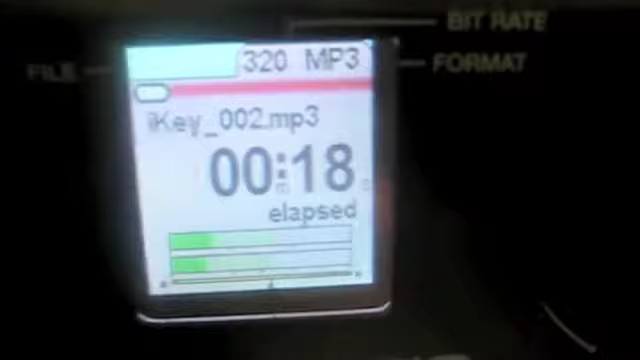 BIT RATE
320 MP3
FILE
FORMAT
iKey_002.mp3
00:18
elapsed